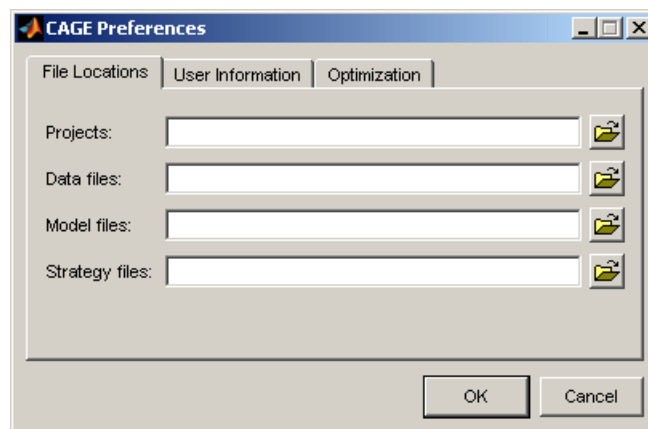 CAGE Preferences
File Locations User Information Optimization
Projects:
Data files:
Model files:
Strategy files:
OK Cancel